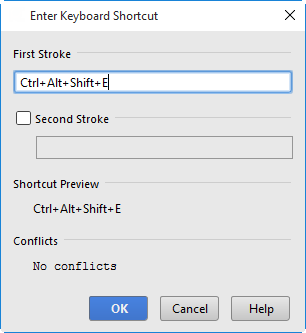 Enter Keyboard Shortcut
First Stroke
Ctrl+Alt+Shift+E
Second Stroke
Shortcut Preview
Ctrl+Alt+Shift+E
Conflicts
No conflicts
OK Cancel Help